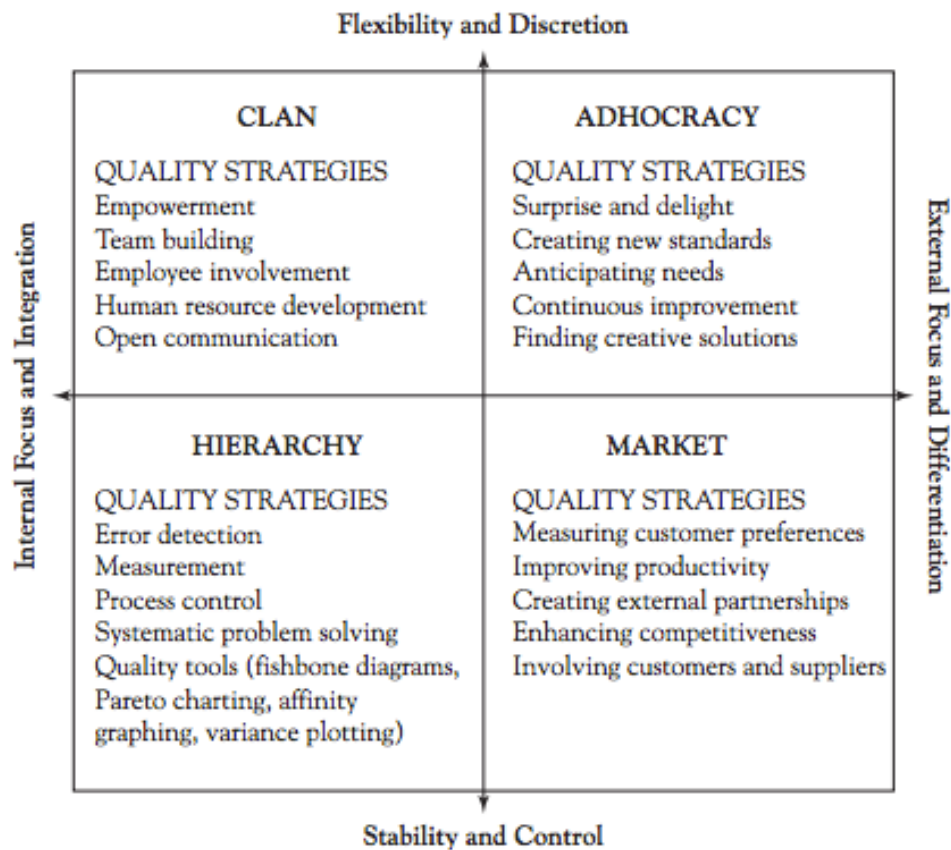 Flexibility and Discretion
CLAN
QUALITY STRATEGIES
Empowerment
Team building
Employee involvement
Human resource development
Open communication
ADHOCRACY
QUALITY STRATEGIES
Surprise and delight
Creating new standards
Anticipating needs
Continuous improvement
Finding creative solutions
Internal Focus and Integration
External Focus and Differentiation
HIERARCHY
QUALITY STRATEGIES
Error detection
Measurement
Process control
Systematic problem solving
Quality tools (fishbone diagrams,
Pareto charting, affinity
graphing, variance plotting)
MARKET
QUALITY STRATEGIES
Measuring customer preferences
Improving productivity
Creating external partnerships
Enhancing competitiveness
Involving customers and suppliers
Stability and Control